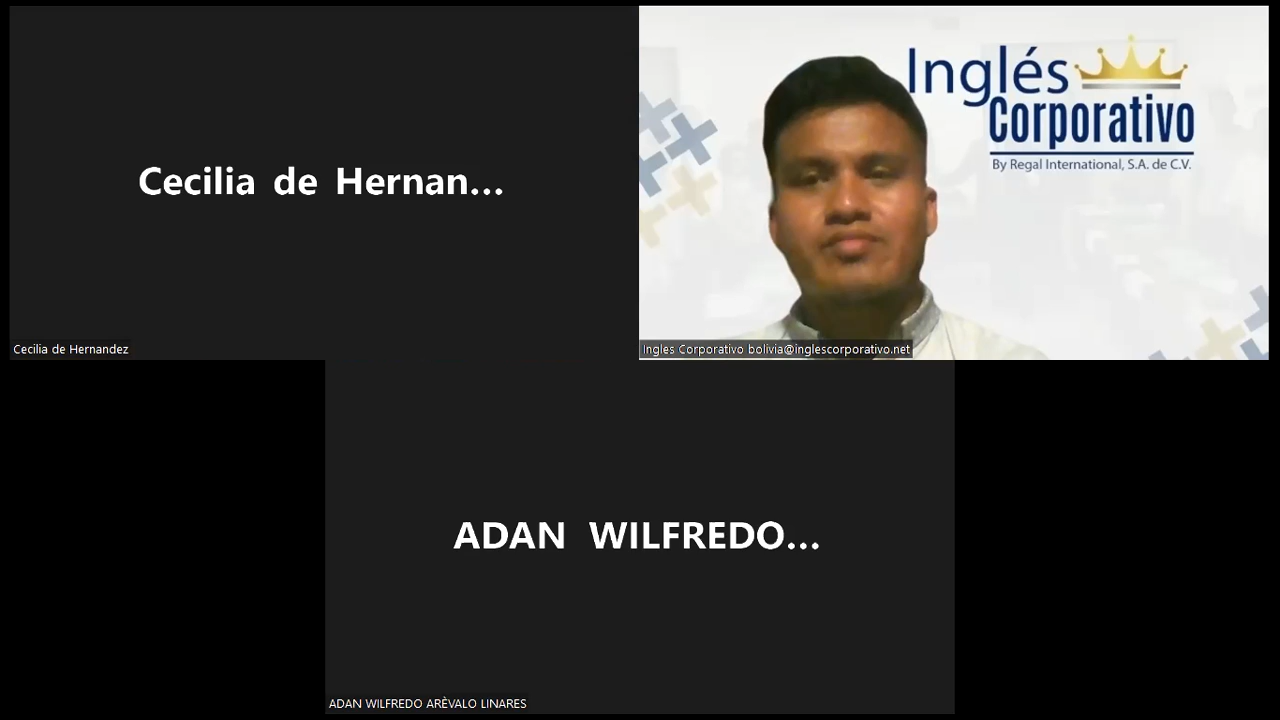 Cecilia de Hernan...
Cecilia de Hernandez
Inglés
Corporativo
By Regal International, S.A. de C.V.
Ingles Corporativo bolivia@inglescorporativo.net
ADAN WILFREDO...
ADAN WILFREDO ARÈVALO LINARES